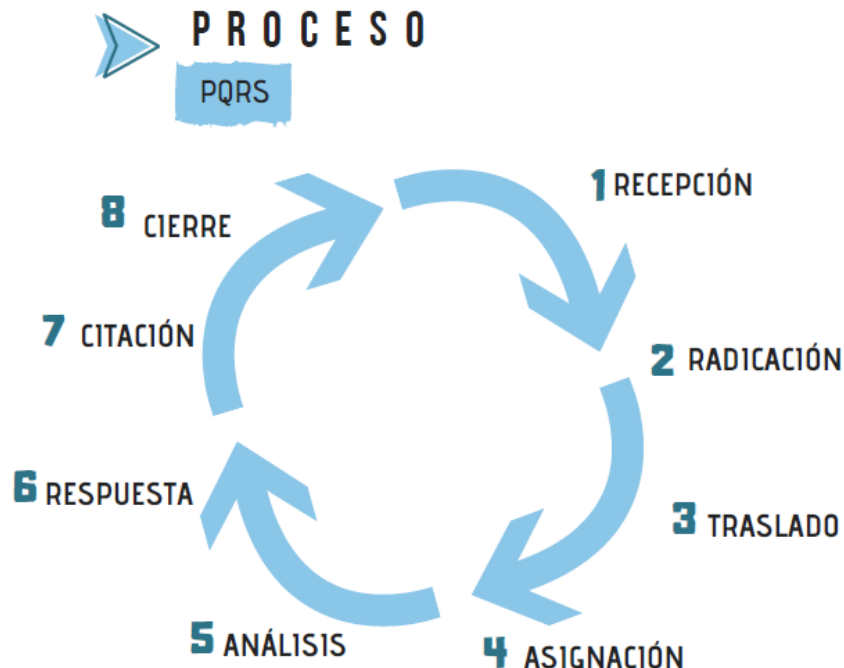 PROCESO
PQRS
1 RECEPCIÓN
2 RADICACIÓN
3 TRASLADO
4 ASIGNACIÓN
5 ANÁLISIS
6 RESPUESTA
7 CITACIÓN
8 CIERRE